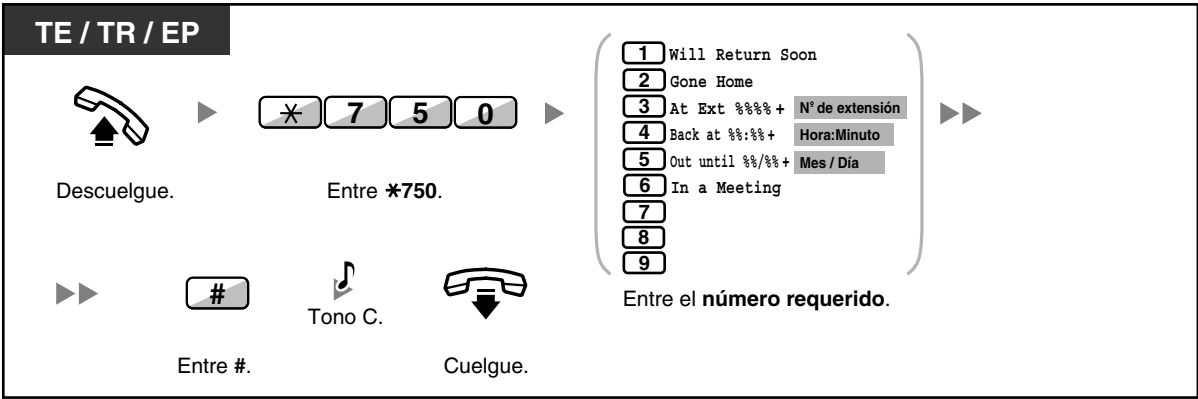 TE / TR / EP
Descuelgue.
* 7 5 0
Entre *750.
1 Will Return Soon
2 Gone Home
3 At Ext %%%% + N° de extensión
4 Back at %%:%% + Hora:Minuto
5 Out until %%/%% + Mes / Día
6 In a Meeting
7
8
9
Entre el número requerido.
#
Entre #.
Tono C.
Cuelgue.